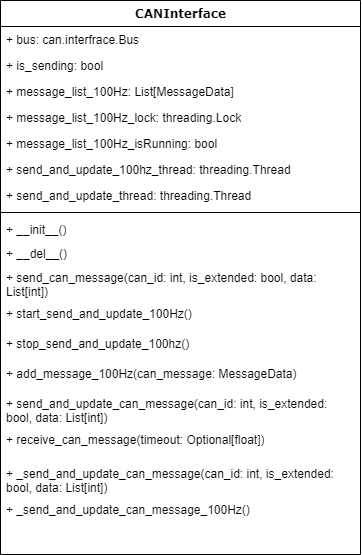 CANInterface
+ bus: can.interfrace.Bus
+ is_sending: bool
+ message_list_100Hz: List[MessageData]
+ message_list_100Hz_lock: threading.Lock
+ message_list_100Hz_isRunning: bool
+ send_and_update_100hz_thread: threading.Thread
+ send_and_update_thread: threading.Thread
+ __init__()
+ __del__()
+ send_can_message(can_id: int, is_extended: bool, data:
List[int])
+ start_send_and_update_100Hz()
+ stop_send_and_update_100hz()
+ add_message_100Hz(can_message: MessageData)
+ send_and_update_can_message(can_id: int, is_extended:
bool, data: List[int])
+ receive_can_message(timeout: Optional[float])
+ _send_and_update_can_message(can_id: int, is_extended:
bool, data: List[int])
+ _send_and_update_can_message_100Hz()